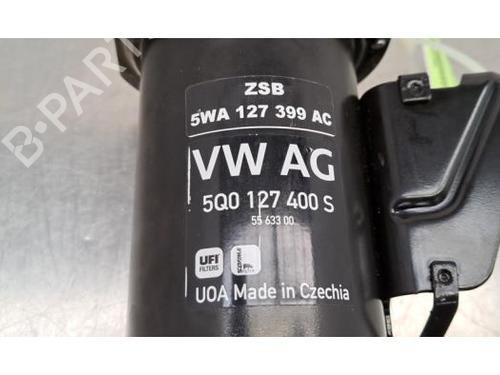 B-PARTS
ZSB
5WA 127 399 AC
VW AG
5Q0 127 400 S
55 633 00
UFI
FILTERS
UOA Made in Czechia